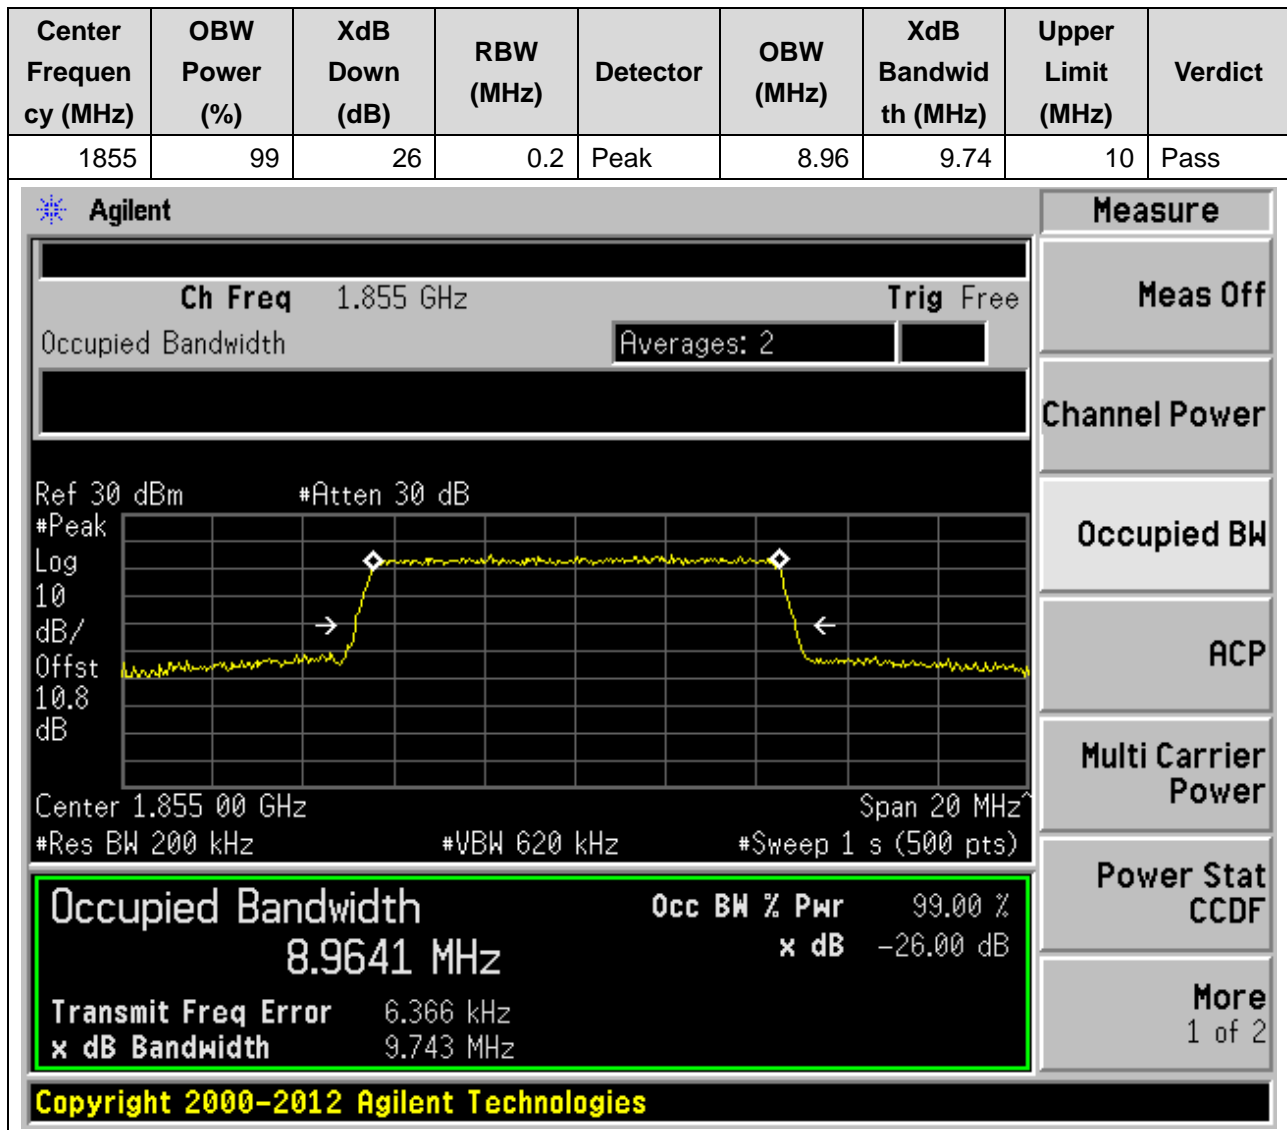 Center Frequen cy (MHz) | OBW Power (%) | XdB Down (dB) | RBW (MHz) | Detector | OBW (MHz) | XdB Bandwid th (MHz) | Upper Limit (MHz) | Verdict
1855 | 99 | 26 | 0.2 | Peak | 8.96 | 9.74 | 10 | Pass
Agilent
Measure
Ch Freq 1.855 GHz Trig Free
Occupied Bandwidth Averages: 2
Meas Off
Channel Power
Occupied BW
ACP
Multi Carrier
Power
Power Stat
CCDF
More
1 of 2
Ref 30 dBm #Atten 30 dB
#Peak
Log
10
dB/
Offst
10.8
dB
Center 1.855 00 GHz Span 20 MHz^
#Res BW 200 kHz #VBW 620 kHz #Sweep 1 s (500 pts)
Occupied Bandwidth Occ BW % Pwr 99.00 %
8.9641 MHz x dB -26.00 dB
Transmit Freq Error 6.366 kHz
x dB Bandwidth 9.743 MHz
Copyright 2000-2012 Agilent Technologies